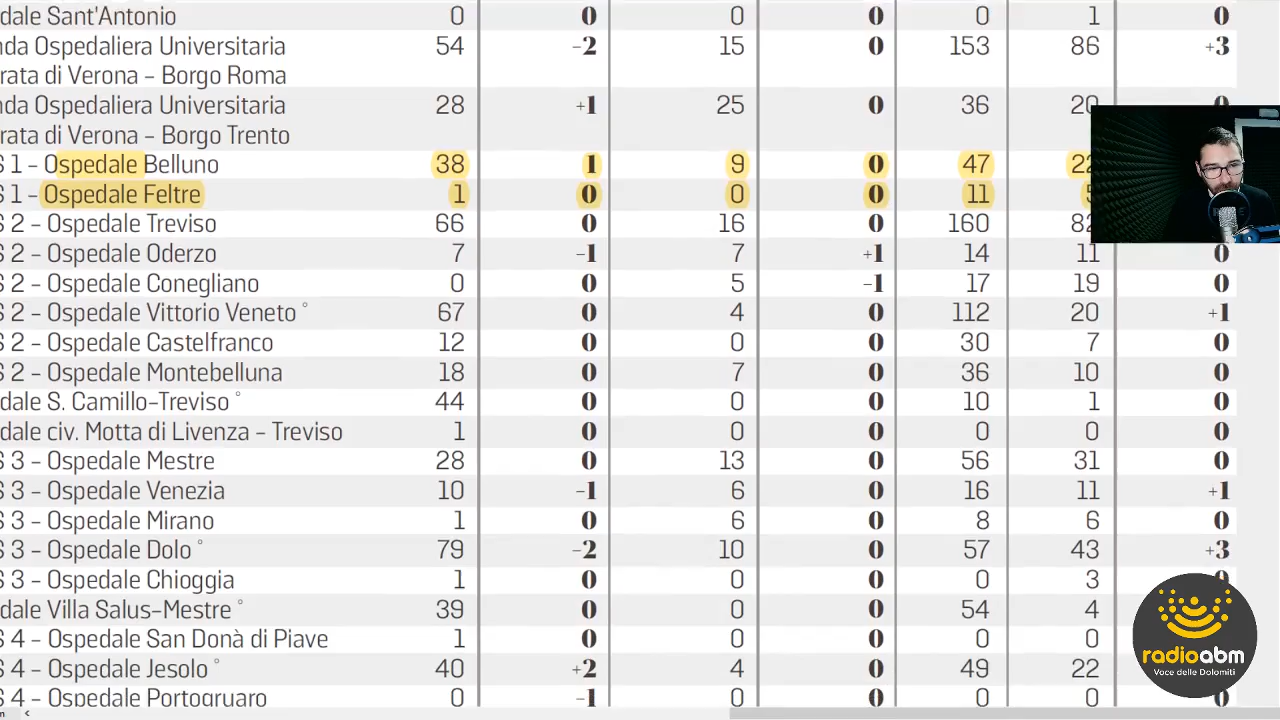 dale Sant'Antonio 0 0 0 0 1 0
nda Ospedaliera Universitaria 54 -2 15 0 153 86 +3
rata di Verona - Borgo Roma
nda Ospedaliera Universitaria 28 +1 25 0 36 20 0
rata di Verona - Borgo Trento
S 1 - Ospedale Belluno 38 1 9 0 47 22
S 1 - Ospedale Feltre 1 0 0 0 11 5
S 2 - Ospedale Treviso 66 0 16 0 160 82
S 2 - Ospedale Oderzo 7 -1 7 +1 14 11 0
S 2 - Ospedale Conegliano 0 0 5 -1 17 19 0
S 2 - Ospedale Vittorio Veneto ° 67 0 4 0 112 20 +1
S 2 - Ospedale Castelfranco 12 0 0 0 30 7 0
S 2 - Ospedale Montebelluna 18 0 7 0 36 10 0
dale S. Camillo-Treviso ° 44 0 0 0 10 1 0
dale civ. Motta di Livenza - Treviso 1 0 0 0 0 0 0
S 3 - Ospedale Mestre 28 0 13 0 56 31 0
S 3 - Ospedale Venezia 10 -1 6 0 16 11 +1
S 3 - Ospedale Mirano 1 0 6 0 8 6 0
S 3 - Ospedale Dolo ° 79 -2 10 0 57 43 +3
S 3 - Ospedale Chioggia 1 0 0 0 0 3 0
dale Villa Salus-Mestre ° 39 0 0 0 54 4
S 4 - Ospedale San Donà di Piave 1 0 0 0 0 0
S 4 - Ospedale Jesolo ° 40 +2 4 0 49 22
S 4 - Ospedale Portogruaro 0 -1 0 0 0 0
radioabm
Voce delle Dolomiti